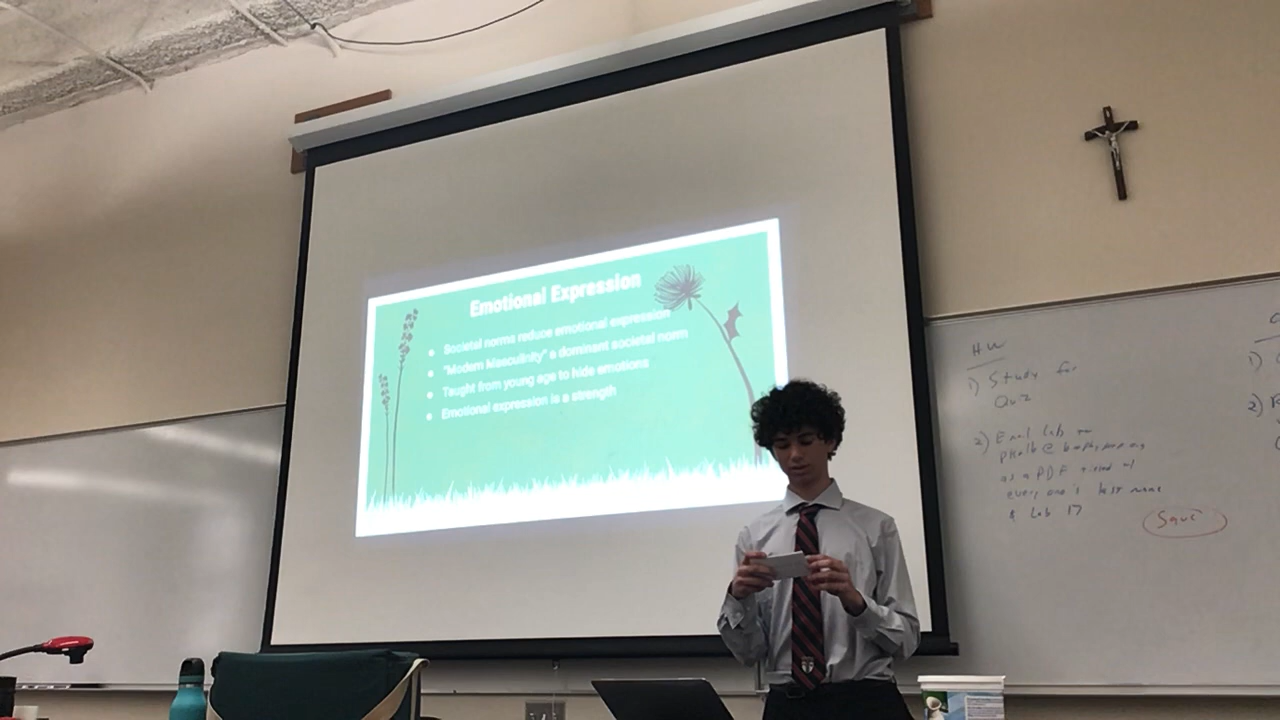 Emotional Expression
Societal norms reduce emotional expression
"Modern Masculinity" a dominant societal norm
Taught from young age to hide emotions
Emotional expression is a strength
HW
1) Study for
2) Email Lab
as a PDF
every one's last name
& Lab 17
Save
1)
2)